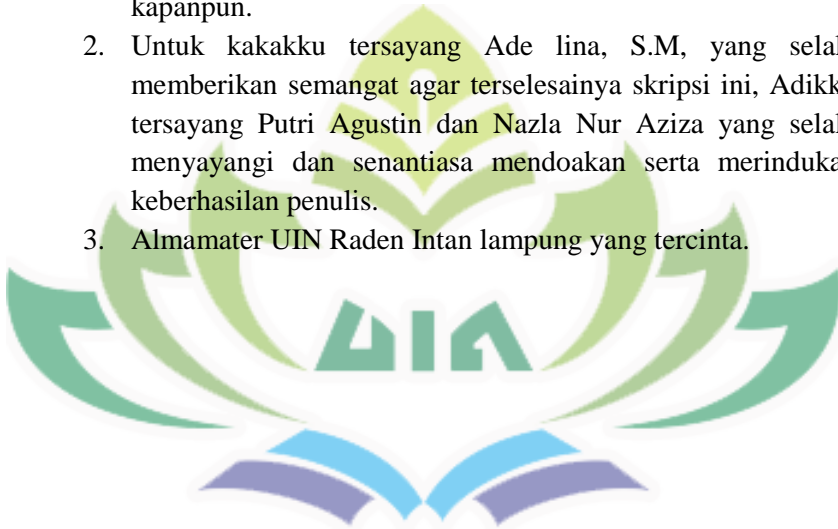 kapanpun.
2. Untuk kakakku tersayang Ade lina, S.M, yang selal
memberikan semangat agar terselesainya skripsi ini, Adikk
tersayang Putri Agustin dan Nazla Nur Aziza yang selal
menyayangi dan senantiasa mendoakan serta merinduka
keberhasilan penulis.
3. Almamater UIN Raden Intan lampung yang tercinta.
UIN